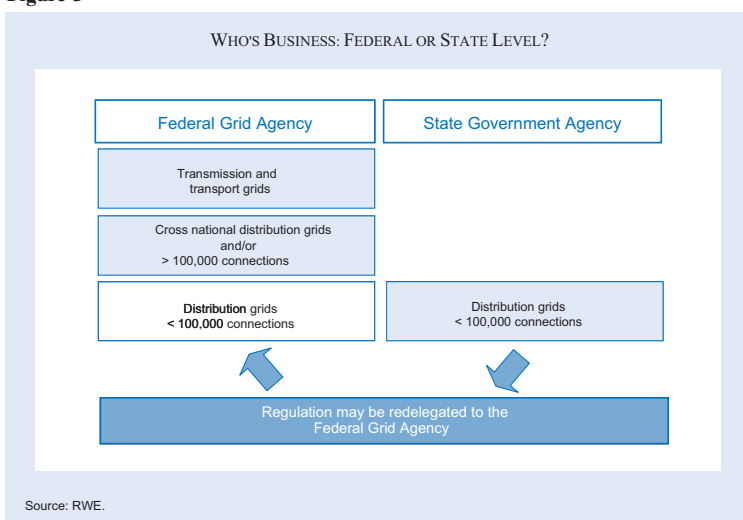 WHO'S BUSINESS: FEDERAL OR STATE LEVEL?
Federal Grid Agency
State Government Agency
Transmission and
transport grids
Cross national distribution grids
and/or
> 100,000 connections
Distribution grids
< 100,000 connections
Distribution grids
< 100,000 connections
Regulation may be redelegated to the
Federal Grid Agency
Source: RWE.